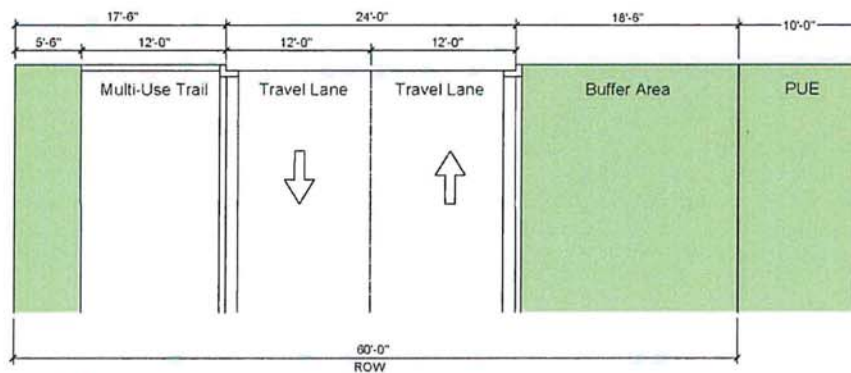 17'-6" 24'-0" 18'-6" 10'-0"
5'-6" 12'-0" 12'-0" 12'-0"
Multi-Use Trail Travel Lane Travel Lane Buffer Area PUE
60'-0"
ROW